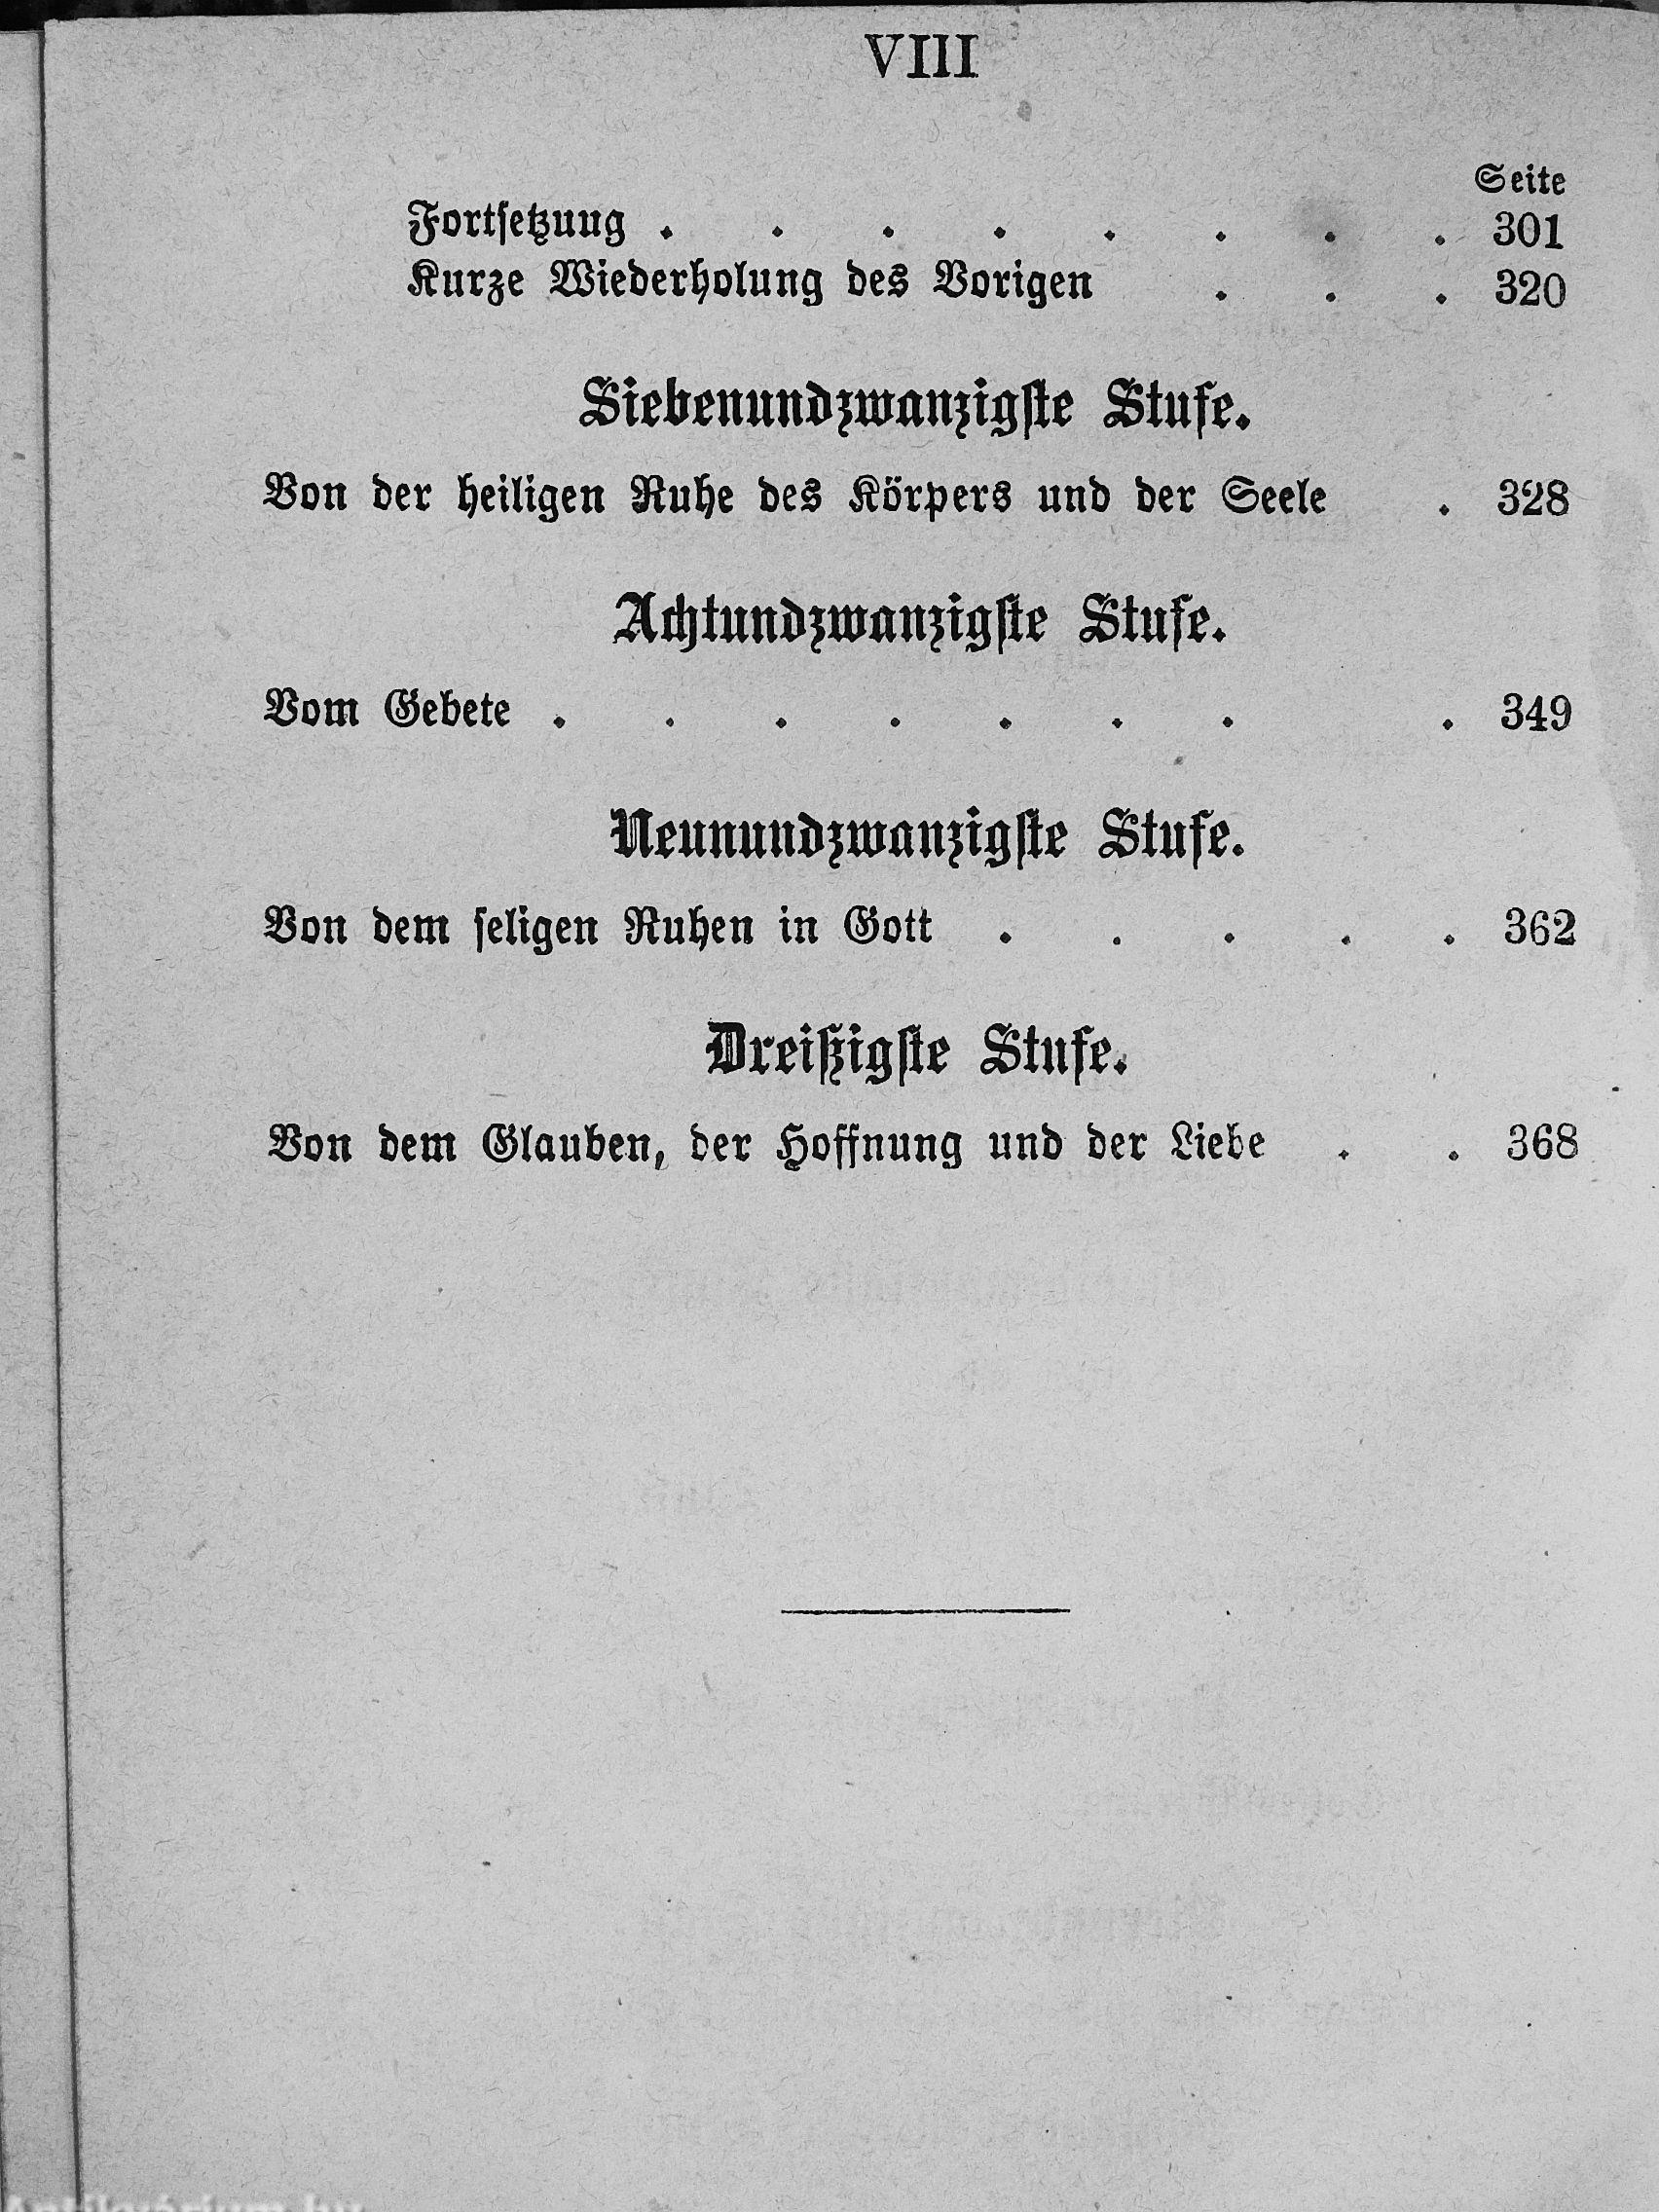 VIII
Seite
Fortsetzung . . . . . . . . 301
Kurze Wiederholung des Vorigen . . . 320
Siebenundzwanzigste Stufe.
Von der heiligen Ruhe des Körpers und der Seele . 328
Achtundzwanzigste Stufe.
Vom Gebete . . . . . . . . 349
Neunundzwanzigste Stufe.
Von dem seligen Ruhen in Gott . . . . . 362
Dreißigste Stufe.
Von dem Glauben, der Hoffnung und der Liebe . . 368